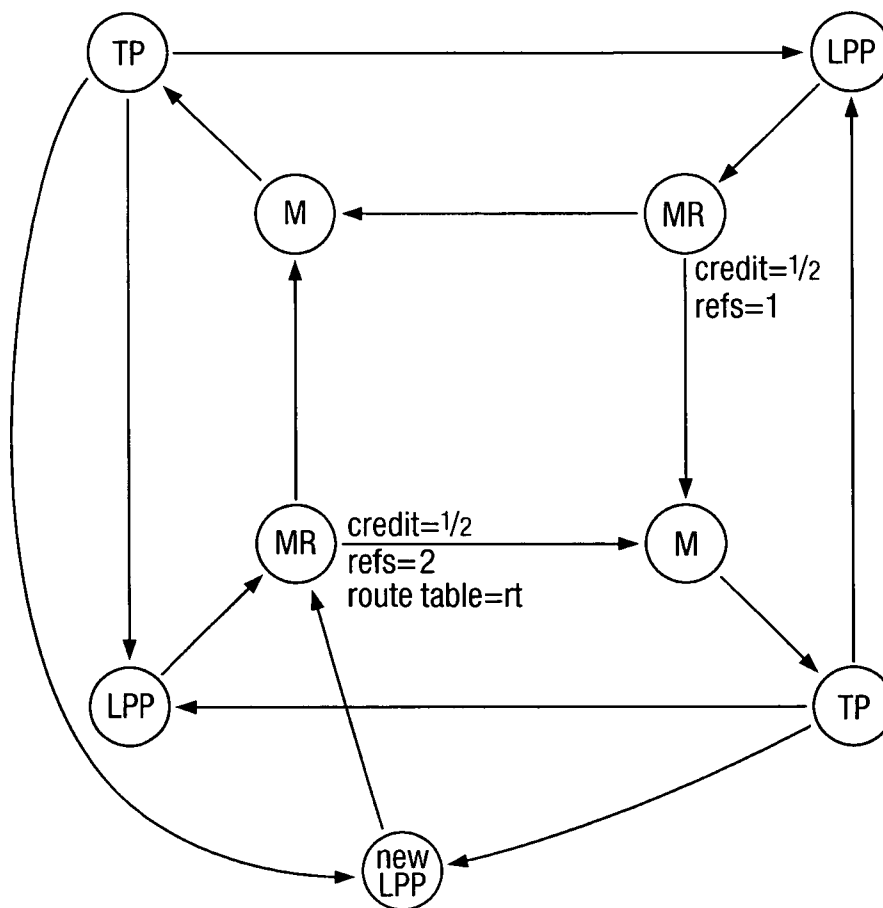 TP
LPP
M
MR
credit=1/2
refs=1
MR
credit=1/2
refs=2
route table=rt
M
LPP
TP
new
LPP